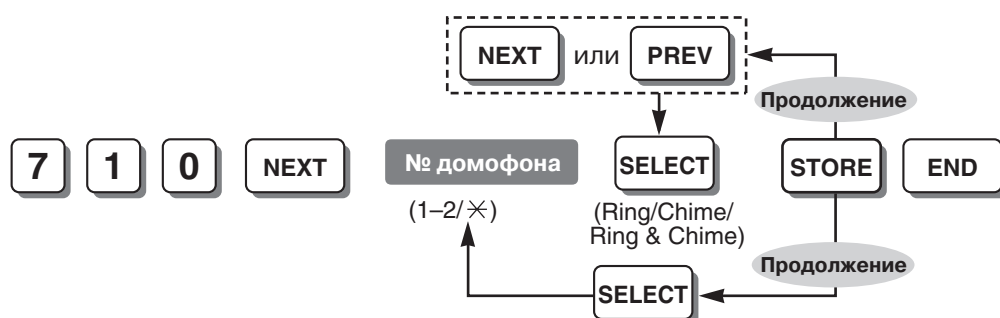 NEXT или PREV
Продолжение
7 1 0 NEXT № домофона SELECT STORE END
(1–2/✳)
(Ring/Chime/
Ring & Chime)
Продолжение
SELECT